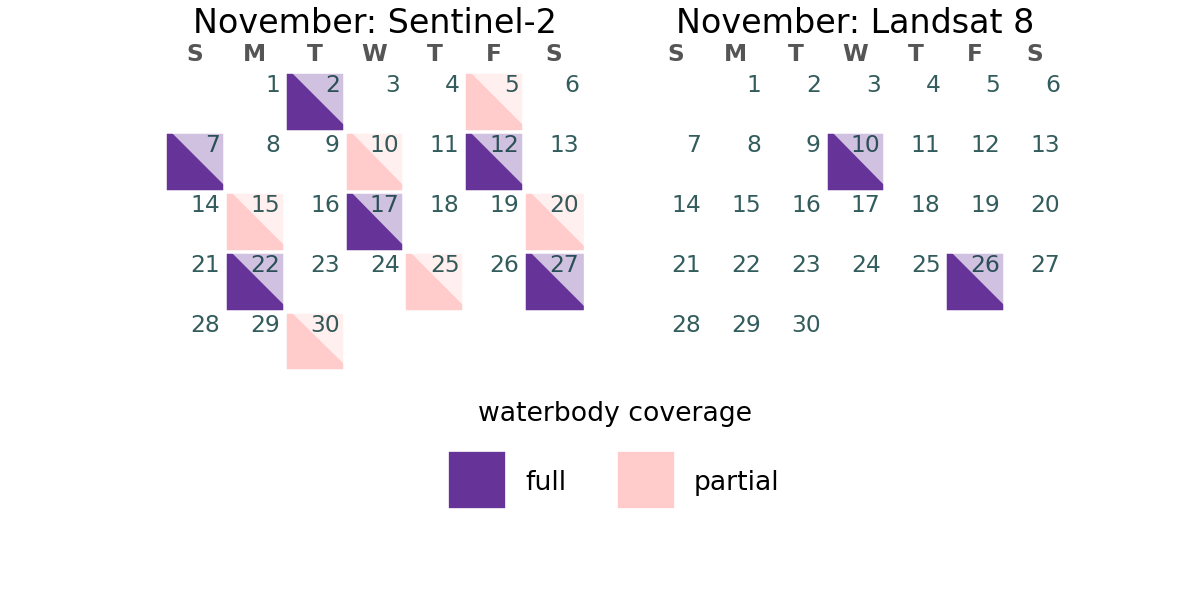 November: Sentinel-2
S M T W T F S
1 2 3 4 5 6
7 8 9 10 11 12 13
14 15 16 17 18 19 20
21 22 23 24 25 26 27
28 29 30
November: Landsat 8
S M T W T F S
1 2 3 4 5 6
7 8 9 10 11 12 13
14 15 16 17 18 19 20
21 22 23 24 25 26 27
28 29 30
waterbody coverage
full partial